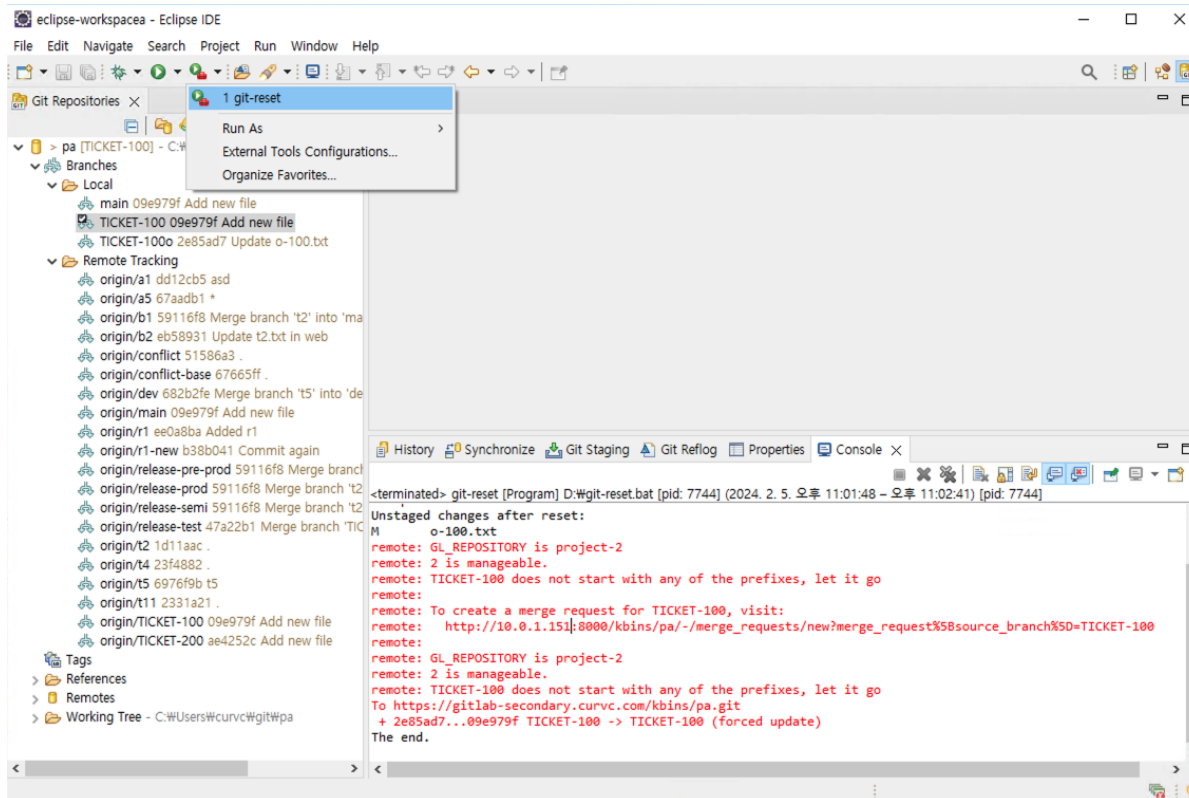 eclipse-workspacea - Eclipse IDE
File Edit Navigate Search Project Run Window Help
Git Repositories
1 git-reset
Run As
External Tools Configurations...
Organize Favorites...
> pa [TICKET-100] - C:₩
Branches
Local
main 09e979f Add new file
TICKET-100 09e979f Add new file
TICKET-100o 2e85ad7 Update o-100.txt
Remote Tracking
origin/a1 dd12cb5 asd
origin/a5 67aadb1 *
origin/b1 59116f8 Merge branch 't2' into 'ma
origin/b2 eb58931 Update t2.txt in web
origin/conflict 51586a3 .
origin/conflict-base 67665ff .
origin/dev 682b2fe Merge branch 't5' into 'de
origin/main 09e979f Add new file
origin/r1 ee0a8ba Added r1
origin/r1-new b38b041 Commit again
origin/release-pre-prod 59116f8 Merge branch
origin/release-prod 59116f8 Merge branch 't2
origin/release-semi 59116f8 Merge branch 't2
origin/release-test 47a22b1 Merge branch 'TIC
origin/t2 1d11aac .
origin/t4 23f4882 .
origin/t5 6976f9b t5
origin/t11 2331a21 .
origin/TICKET-100 09e979f Add new file
origin/TICKET-200 ae4252c Add new file
Tags
References
Remotes
Working Tree - C:₩Users₩curvc₩git₩pa
History Synchronize Git Staging Git Reflog Properties Console
<terminated> git-reset [Program] D:₩git-reset.bat [pid: 7744] (2024. 2. 5. 오후 11:01:48 – 오후 11:02:41) [pid: 7744]
Unstaged changes after reset:
M o-100.txt
remote: GL_REPOSITORY is project-2
remote: 2 is manageable.
remote: TICKET-100 does not start with any of the prefixes, let it go
remote:
remote: To create a merge request for TICKET-100, visit:
remote: http://10.0.1.151:8000/kbins/pa/-/merge_requests/new?merge_request%5Bsource_branch%5D=TICKET-100
remote:
remote: GL_REPOSITORY is project-2
remote: 2 is manageable.
remote: TICKET-100 does not start with any of the prefixes, let it go
To https://gitlab-secondary.curvc.com/kbins/pa.git
+ 2e85ad7...09e979f TICKET-100 -> TICKET-100 (forced update)
The end.